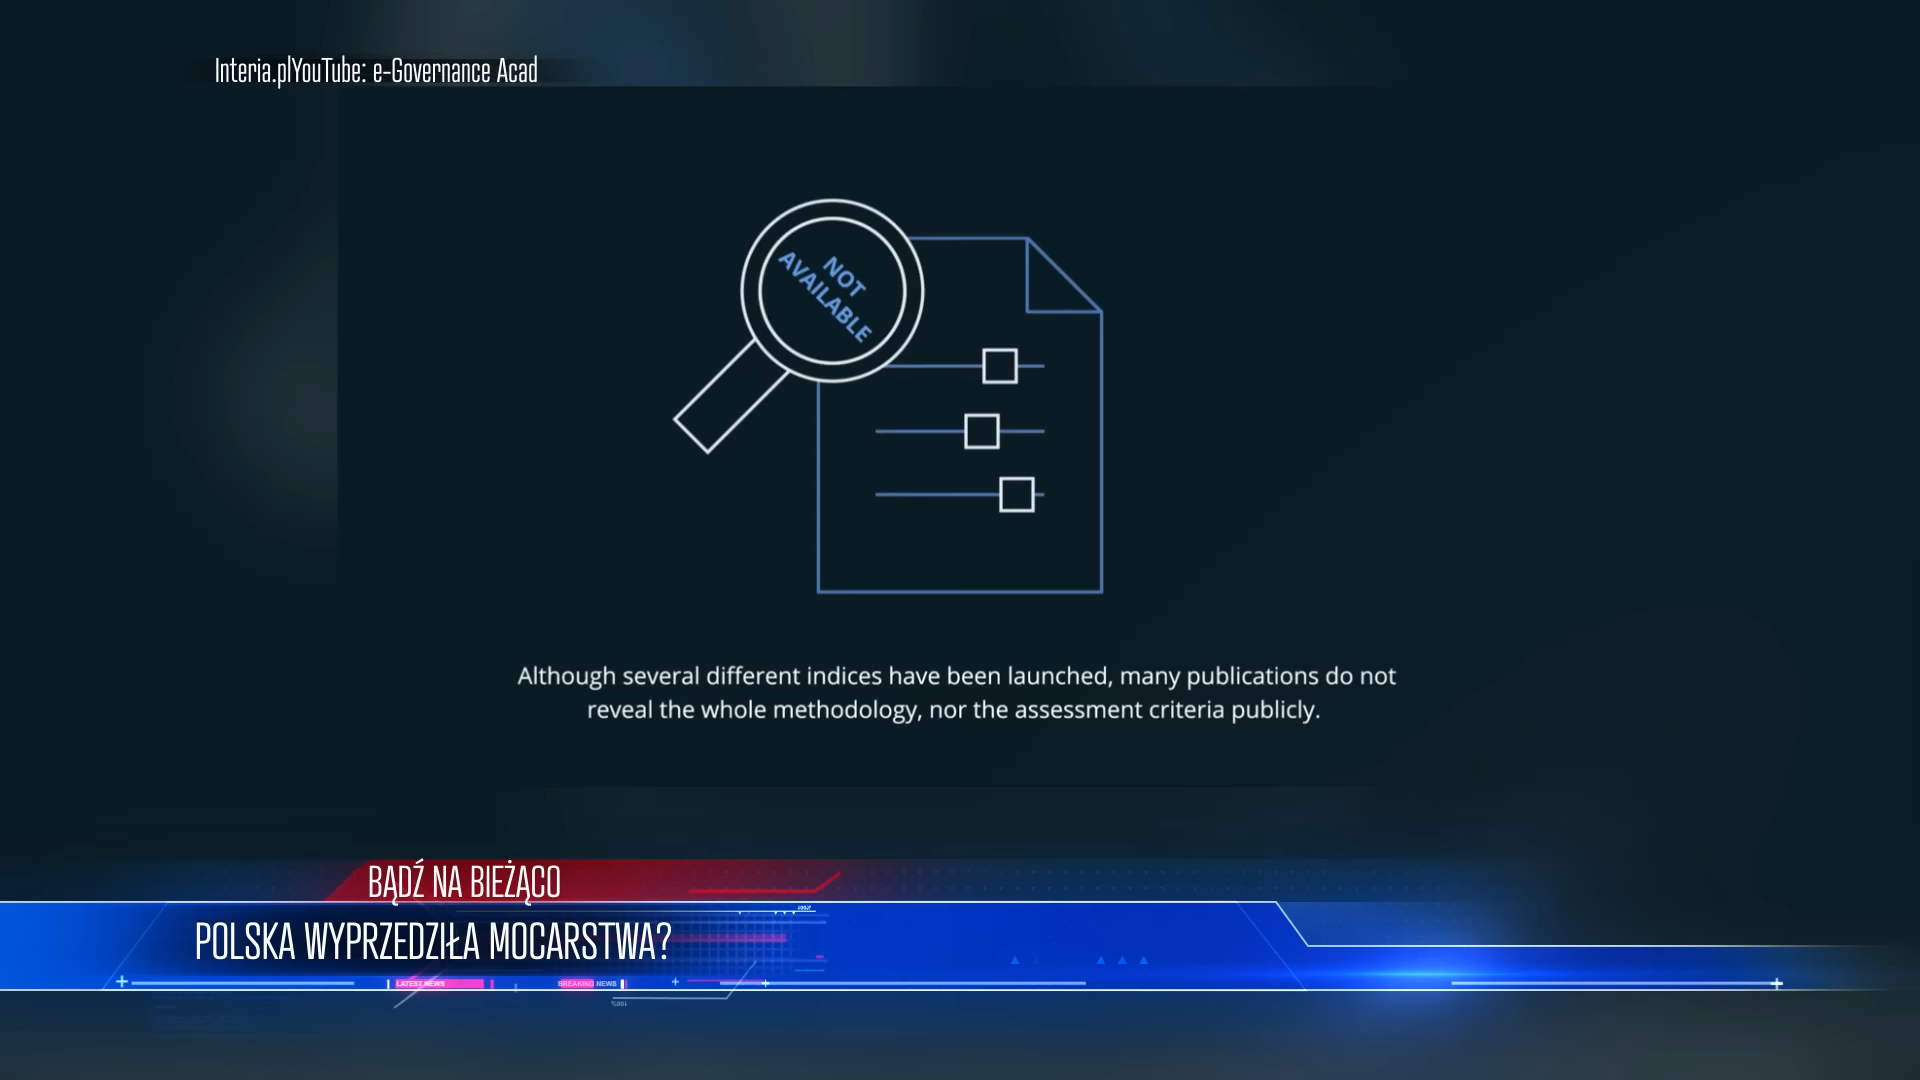 Interia.plYouTube: e-Governance Acad
NOT
AVAILABLE
Although several different indices have been launched, many publications do not
reveal the whole methodology, nor the assessment criteria publicly.
BĄDŹ NA BIEŻĄCO
POLSKA WYPRZEDZIŁA MOCARSTWA?
LATEST NEWS
BREAKING NEWS